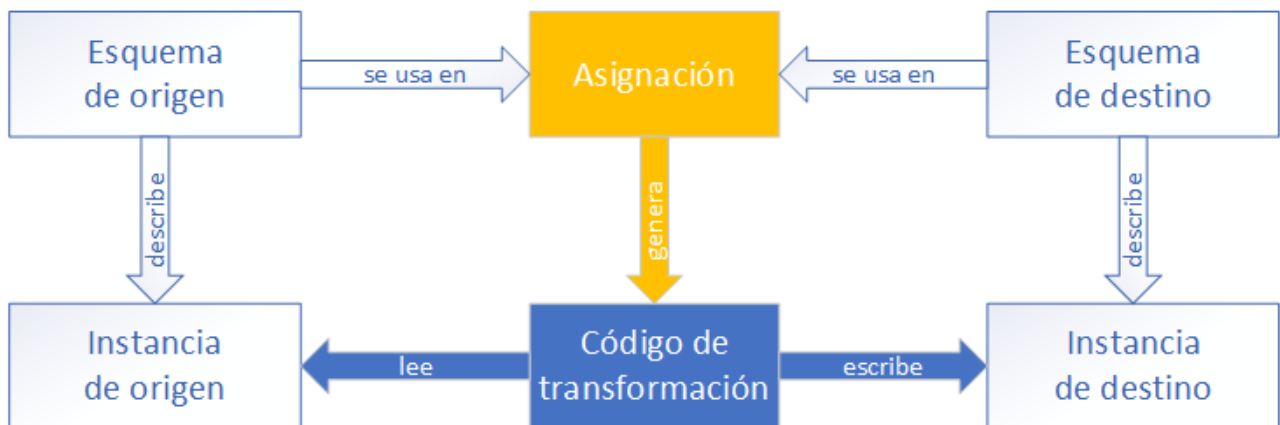 Esquema
de origen
se usa en
Asignación
se usa en
Esquema
de destino
describe
genera
describe
Instancia
de origen
lee
Código de
transformación
escribe
Instancia
de destino